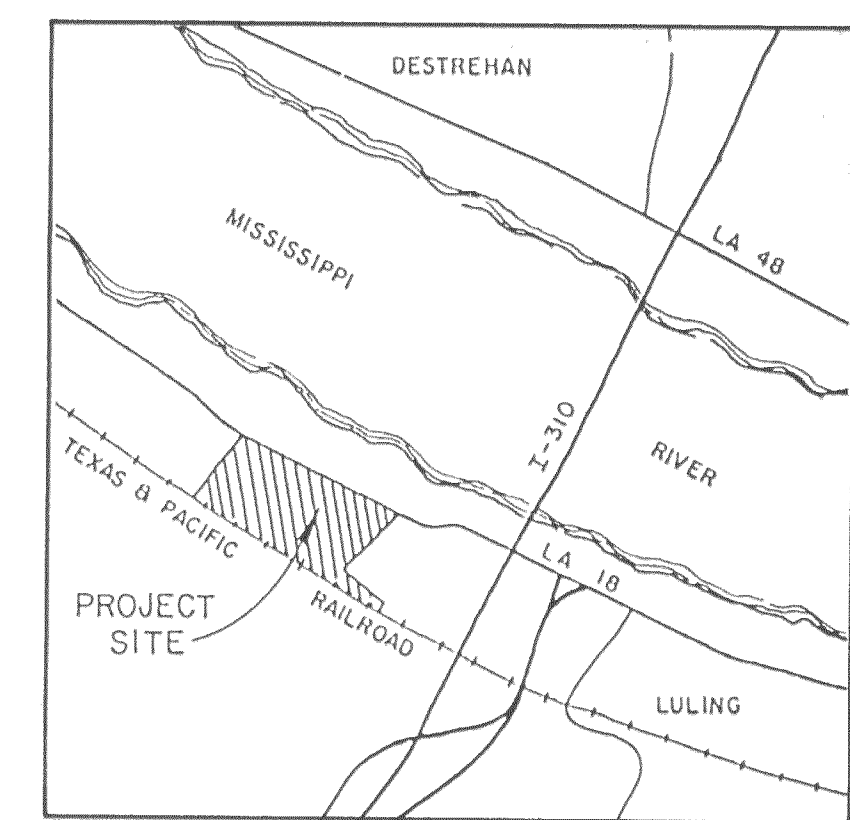 DESTREHAN
MISSISSIPPI
LA 48
I-310
RIVER
TEXAS & PACIFIC
RAILROAD
LA 18
PROJECT
SITE
LULING